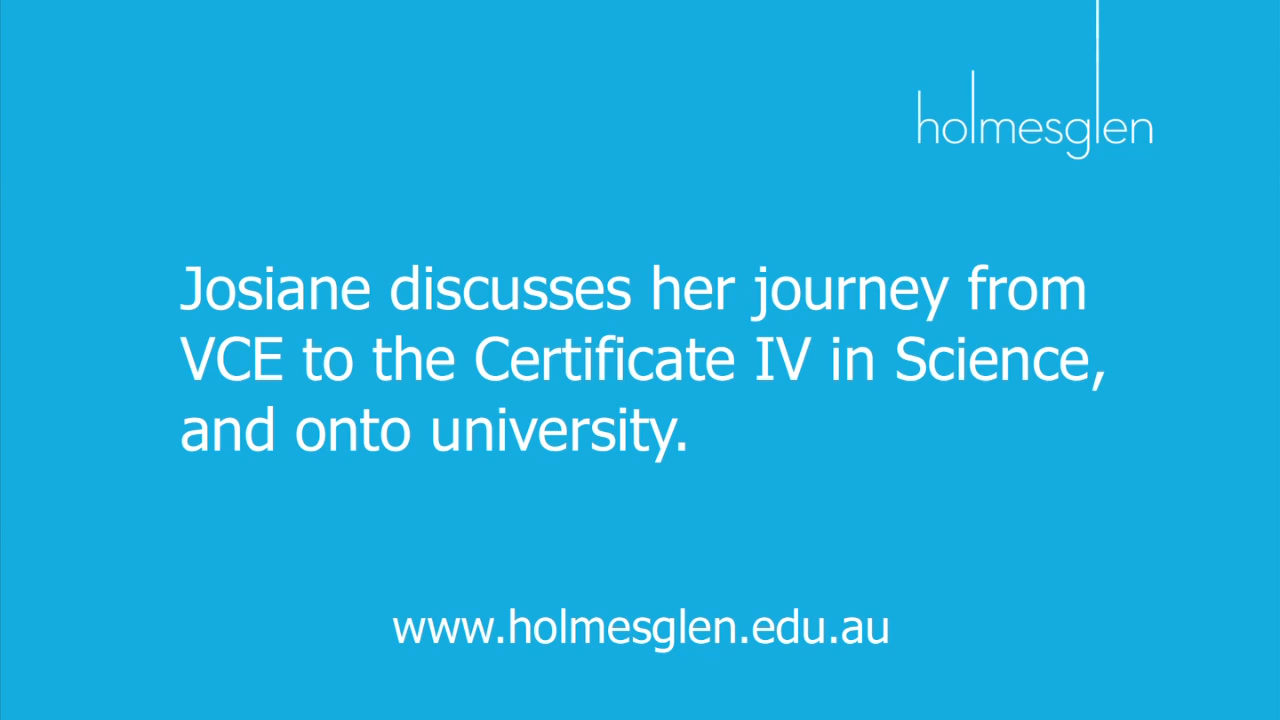 holmesglen
Josiane discusses her journey from
VCE to the Certificate IV in Science,
and onto university.
www.holmesglen.edu.au